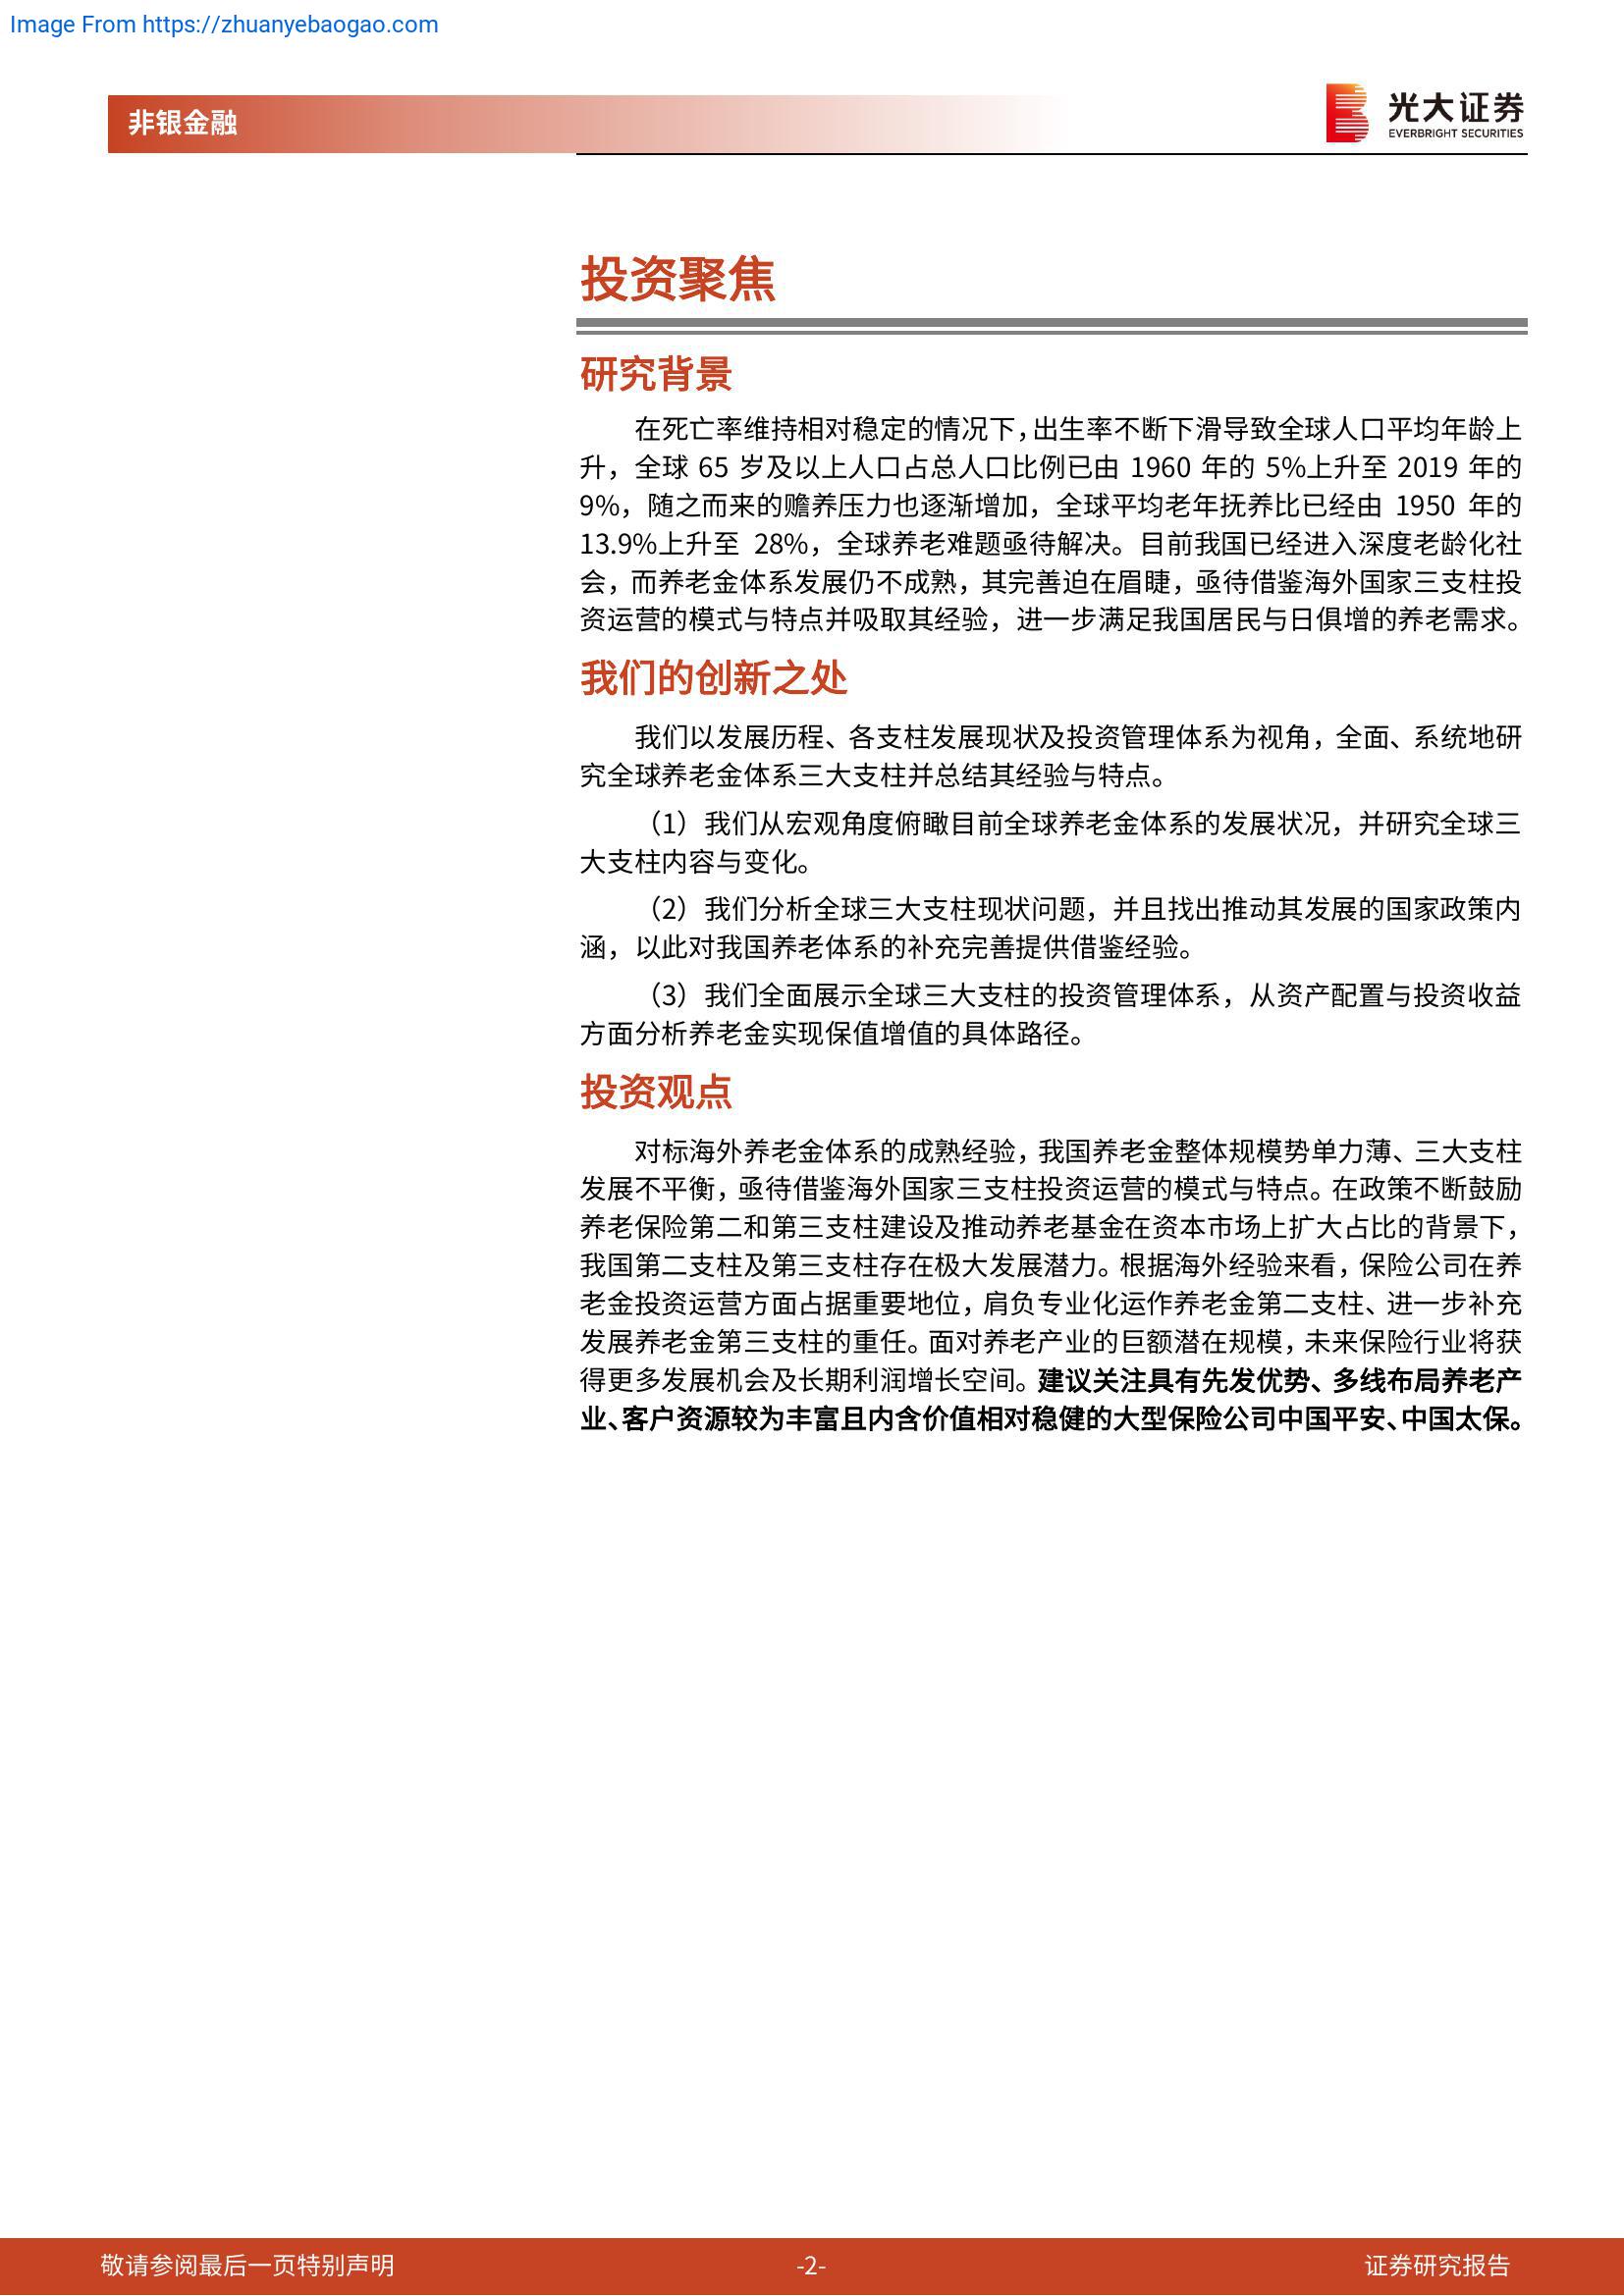 Image From https://zhuanyebaogao.com
非银金融
光大证券
EVERBRIGHT SECURITIES
投资聚焦
研究背景
在死亡率维持相对稳定的情况下，出生率不断下滑导致全球人口平均年龄上
升，全球 65 岁及以上人口占总人口比例已由 1960 年的 5%上升至 2019 年的
9%，随之而来的赡养压力也逐渐增加，全球平均老年抚养比已经由 1950 年的
13.9%上升至 28%，全球养老难题亟待解决。目前我国已经进入深度老龄化社
会，而养老金体系发展仍不成熟，其完善迫在眉睫，亟待借鉴海外国家三支柱投
资运营的模式与特点并吸取其经验，进一步满足我国居民与日俱增的养老需求。
我们的创新之处
我们以发展历程、各支柱发展现状及投资管理体系为视角，全面、系统地研
究全球养老金体系三大支柱并总结其经验与特点。
（1）我们从宏观角度俯瞰目前全球养老金体系的发展状况，并研究全球三
大支柱内容与变化。
（2）我们分析全球三大支柱现状问题，并且找出推动其发展的国家政策内
涵，以此对我国养老体系的补充完善提供借鉴经验。
（3）我们全面展示全球三大支柱的投资管理体系，从资产配置与投资收益
方面分析养老金实现保值增值的具体路径。
投资观点
对标海外养老金体系的成熟经验，我国养老金整体规模势单力薄、三大支柱
发展不平衡，亟待借鉴海外国家三支柱投资运营的模式与特点。在政策不断鼓励
养老保险第二和第三支柱建设及推动养老基金在资本市场上扩大占比的背景下，
我国第二支柱及第三支柱存在极大发展潜力。根据海外经验来看，保险公司在养
老金投资运营方面占据重要地位，肩负专业化运作养老金第二支柱、进一步补充
发展养老金第三支柱的重任。面对养老产业的巨额潜在规模，未来保险行业将获
得更多发展机会及长期利润增长空间。建议关注具有先发优势、多线布局养老产
业、客户资源较为丰富且内含价值相对稳健的大型保险公司中国平安、中国太保。
敬请参阅最后一页特别声明
-2-
证券研究报告